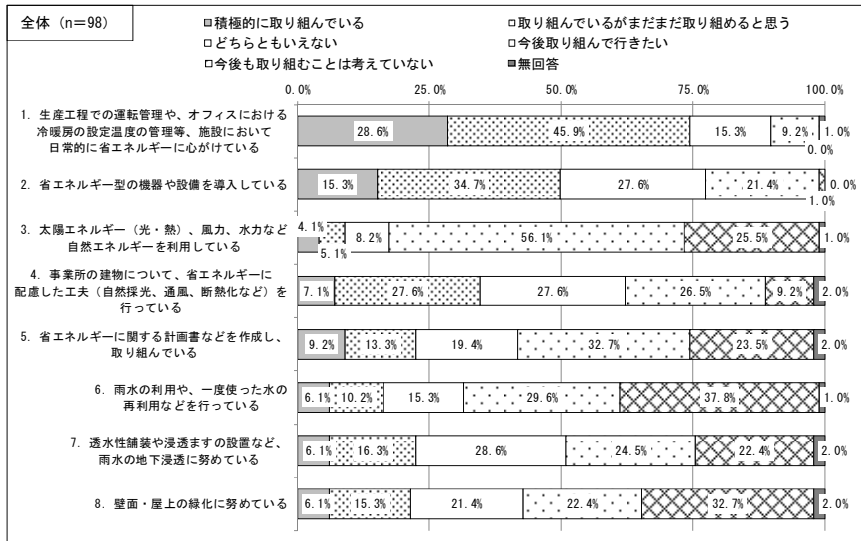 全体（n=98）
積極的に取り組んでいる
取り組んでいるがまだまだ取り組めると思う
どちらともいえない
今後取り組んで行きたい
今後も取り組むことは考えていない
無回答
0.0% 25.0% 50.0% 75.0% 100.0%
1. 生産工程での運転管理や、オフィスにおける
冷暖房の設定温度の管理等、施設において
日常的に省エネルギーに心がけている
28.6% 45.9% 15.3% 9.2% 1.0%
0.0%
2. 省エネルギー型の機器や設備を導入している
15.3% 34.7% 27.6% 21.4% 0.0%
1.0%
3. 太陽エネルギー（光・熱）、風力、水力など
自然エネルギーを利用している
4.1% 8.2% 56.1% 25.5% 1.0%
5.1%
4. 事業所の建物について、省エネルギーに
配慮した工夫（自然採光、通風、断熱化など）を
行っている
7.1% 27.6% 27.6% 26.5% 9.2% 2.0%
5. 省エネルギーに関する計画書などを作成し、
取り組んでいる
9.2% 13.3% 19.4% 32.7% 23.5% 2.0%
6. 雨水の利用や、一度使った水の
再利用などを行っている
6.1% 10.2% 15.3% 29.6% 37.8% 1.0%
7. 透水性舗装や浸透ますの設置など、
雨水の地下浸透に努めている
6.1% 16.3% 28.6% 24.5% 22.4% 2.0%
8. 壁面・屋上の緑化に努めている
6.1% 15.3% 21.4% 22.4% 32.7% 2.0%